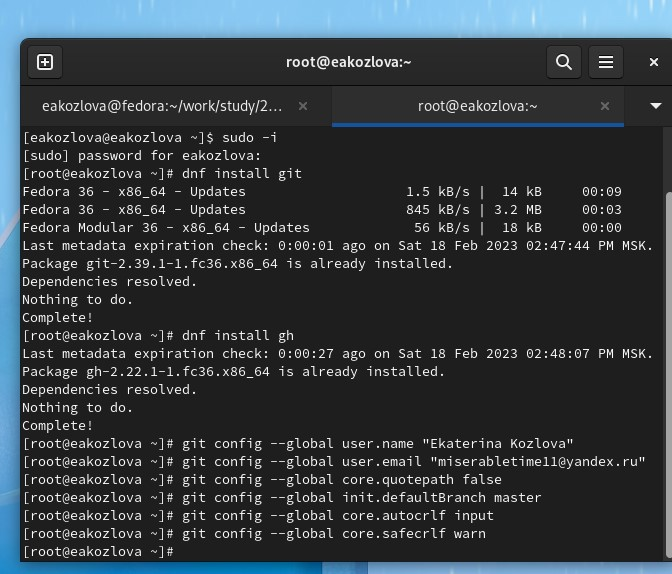 root@eakozlova:~
eakozlova@fedora:~/work/study/2...
root@eakozlova:~
[eakozlova@eakozlova ~]$ sudo -i
[sudo] password for eakozlova:
[root@eakozlova ~]# dnf install git
Fedora 36 - x86_64 - Updates 1.5 kB/s | 14 kB 00:09
Fedora 36 - x86_64 - Updates 845 kB/s | 3.2 MB 00:03
Fedora Modular 36 - x86_64 - Updates 56 kB/s | 18 kB 00:00
Last metadata expiration check: 0:00:01 ago on Sat 18 Feb 2023 02:47:44 PM MSK.
Package git-2.39.1-1.fc36.x86_64 is already installed.
Dependencies resolved.
Nothing to do.
Complete!
[root@eakozlova ~]# dnf install gh
Last metadata expiration check: 0:00:27 ago on Sat 18 Feb 2023 02:48:07 PM MSK.
Package gh-2.22.1-1.fc36.x86_64 is already installed.
Dependencies resolved.
Nothing to do.
Complete!
[root@eakozlova ~]# git config --global user.name "Ekaterina Kozlova"
[root@eakozlova ~]# git config --global user.email "miserabletime11@yandex.ru"
[root@eakozlova ~]# git config --global core.quotepath false
[root@eakozlova ~]# git config --global init.defaultBranch master
[root@eakozlova ~]# git config --global core.autocrlf input
[root@eakozlova ~]# git config --global core.safecrlf warn
[root@eakozlova ~]#